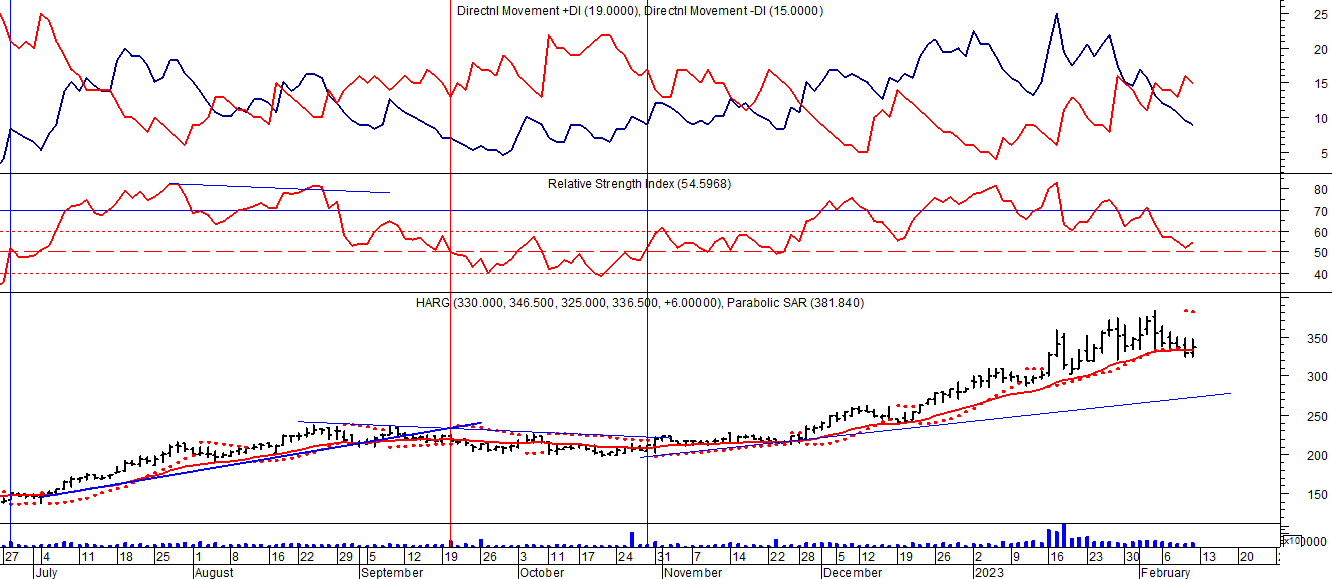 Directnl Movement +DI (19.0000), Directnl Movement -DI (15.0000)
25
20
15
10
5
Relative Strength Index (54.5968)
80
70
60
50
40
HARG (330.000, 346.500, 325.000, 336.500, +6.00000), Parabolic SAR (381.840)
350
300
250
200
150
x10 0000
27 4 11 18 25 1 8 16 22 29 5 12 19 26 3 11 17 24 31 7 14 22 28 5 12 19 26 2 9 16 23 30 6 13 20
July August September October November December 2023 February